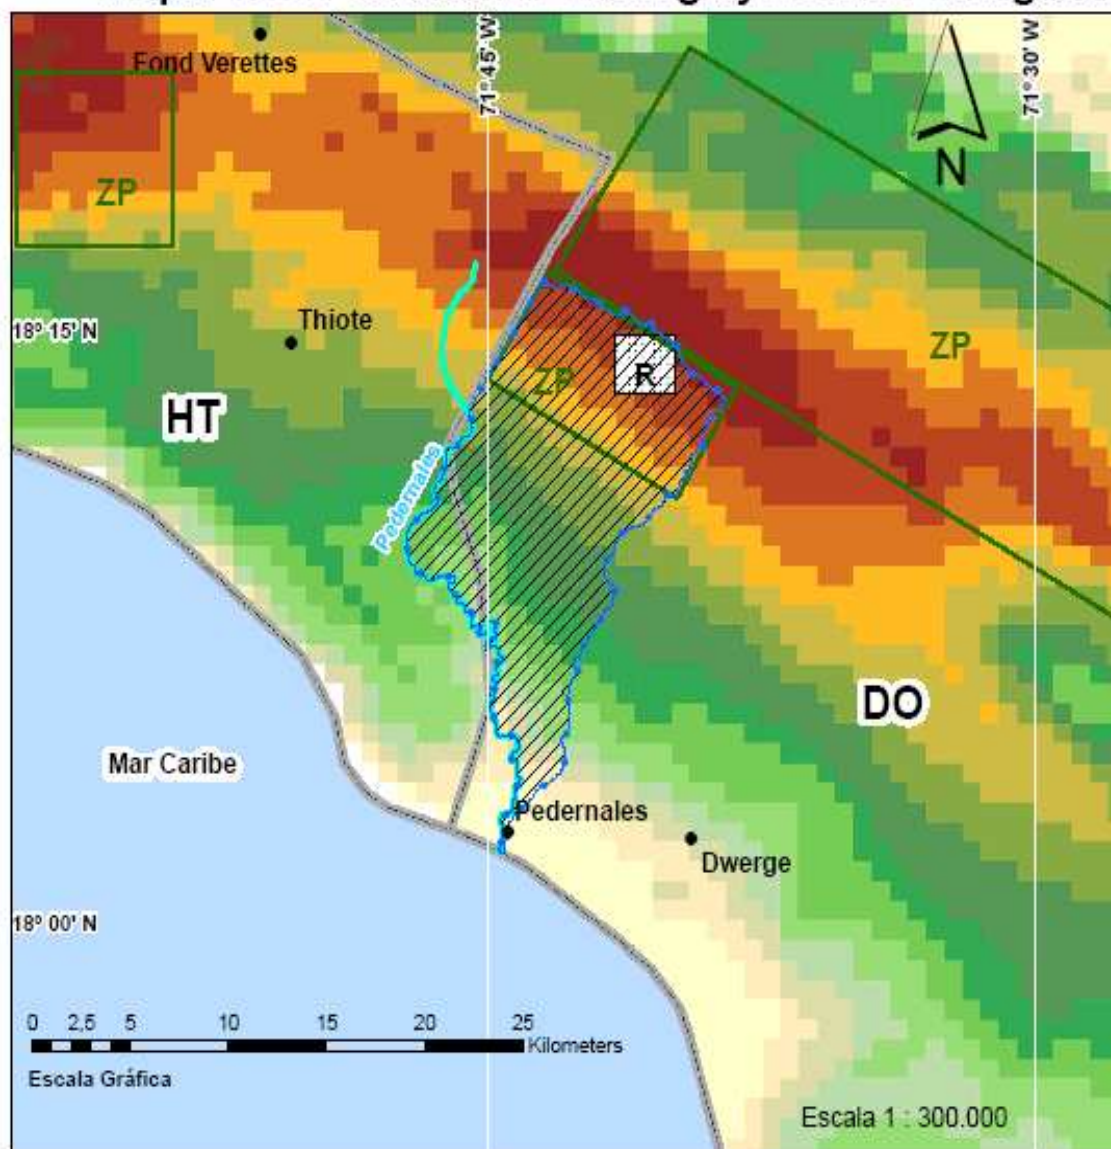 Fond Verettes
71° 45' W
71° 30' W
N
ZP
ZP
18° 15' N
Thiote
ZP
R
HT
Pedernales
DO
Mar Caribe
Pedernales
Dwerge
18° 00' N
0 2,5 5 10 15 20 25
Kilometers
Escala Gráfica
Escala 1 : 300.000